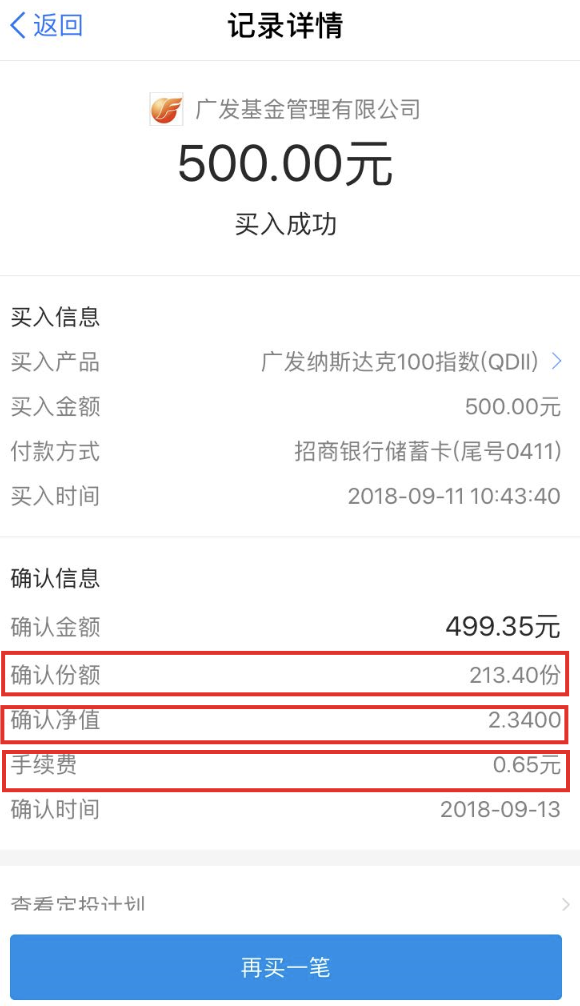 返回 记录详情
广发基金管理有限公司
500.00元
买入成功
买入信息
买入产品 广发纳斯达克100指数(QDII)
买入金额 500.00元
付款方式 招商银行储蓄卡(尾号0411)
买入时间 2018-09-11 10:43:40
确认信息
确认金额 499.35元
确认份额 213.40份
确认净值 2.3400
手续费 0.65元
确认时间 2018-09-13
查看定投计划
再买一笔